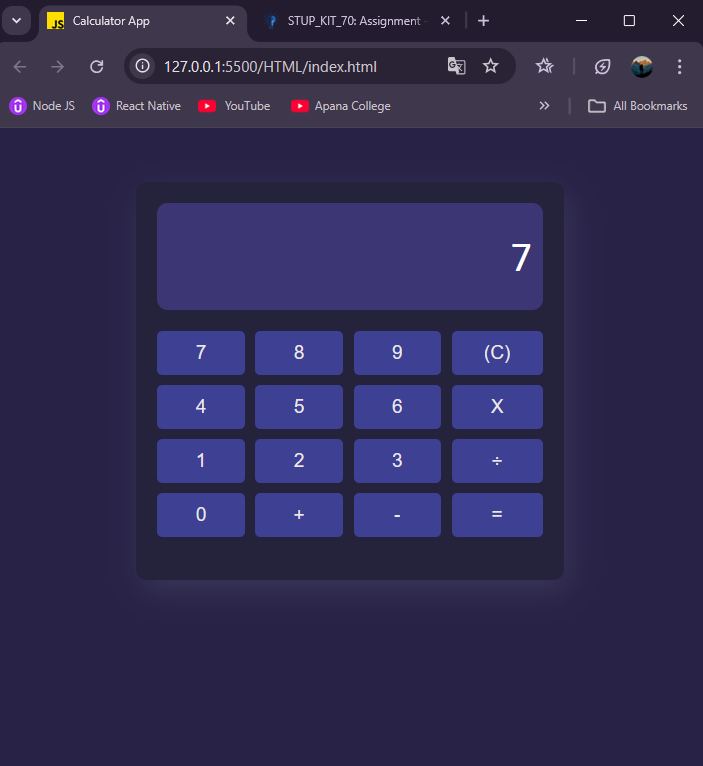 JS Calculator App STUP_KIT_70: Assignment
127.0.0.1:5500/HTML/index.html
Node JS React Native YouTube Apana College » All Bookmarks
7
7 8 9 (C)
4 5 6 X
1 2 3 ÷
0 + - =